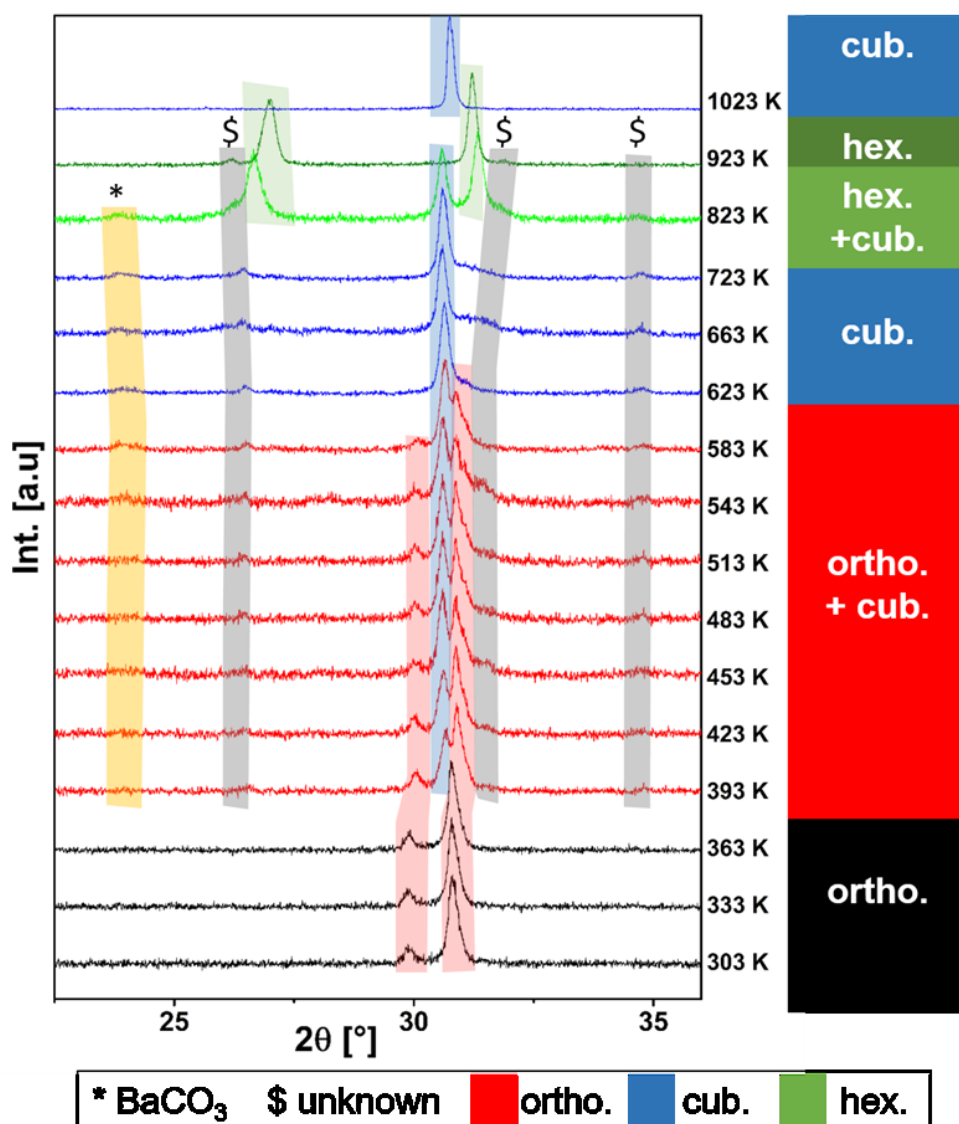 cub.
1023 K
$ $ $
hex.
923 K
*
hex.
+cub.
823 K
723 K
cub.
663 K
623 K
583 K
543 K
ortho.
+ cub.
513 K
483 K
453 K
423 K
393 K
363 K
ortho.
333 K
303 K
Int. [a.u]
25 30 35
2θ [°]
* BaCO₃ $ unknown ortho. cub. hex.